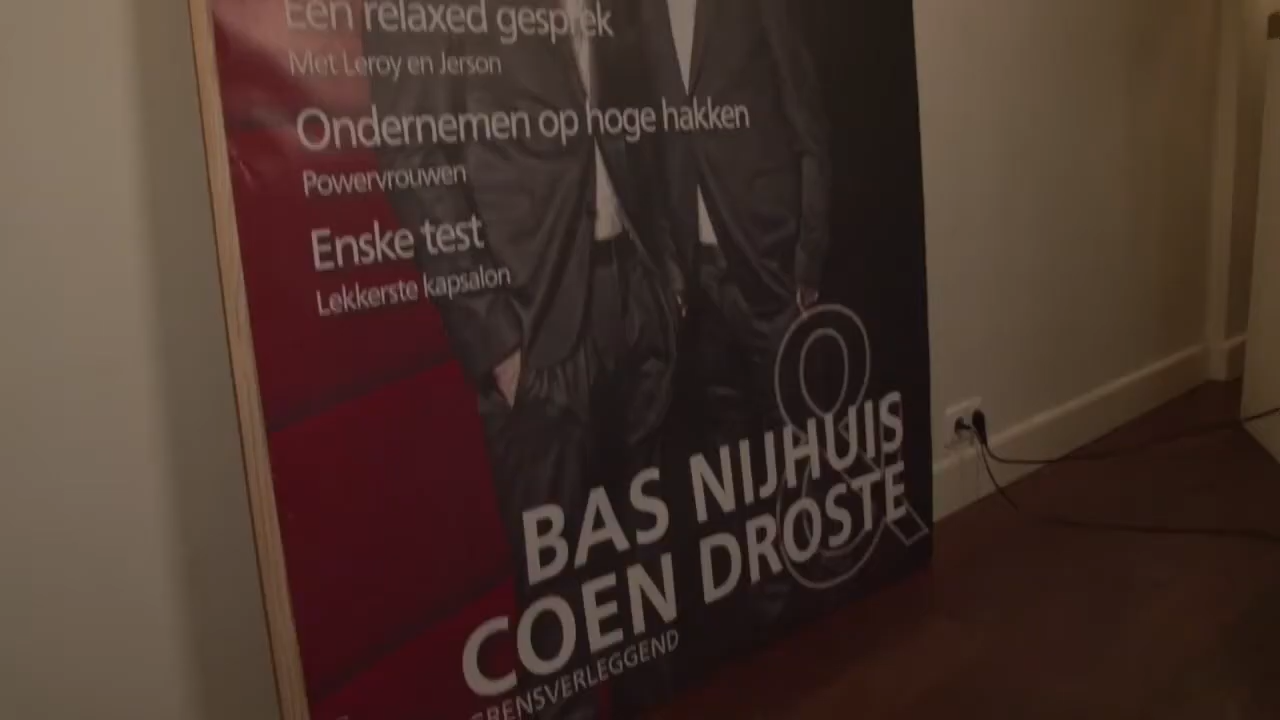 Een relaxed gesprek
Met Leroy en Jerson
Ondernemen op hoge hakken
Powervrouwen
Enske test
Lekkerste kapsalon
&
BAS NIJHUIS
COEN DROSTE
GRENSVERLEGGEND